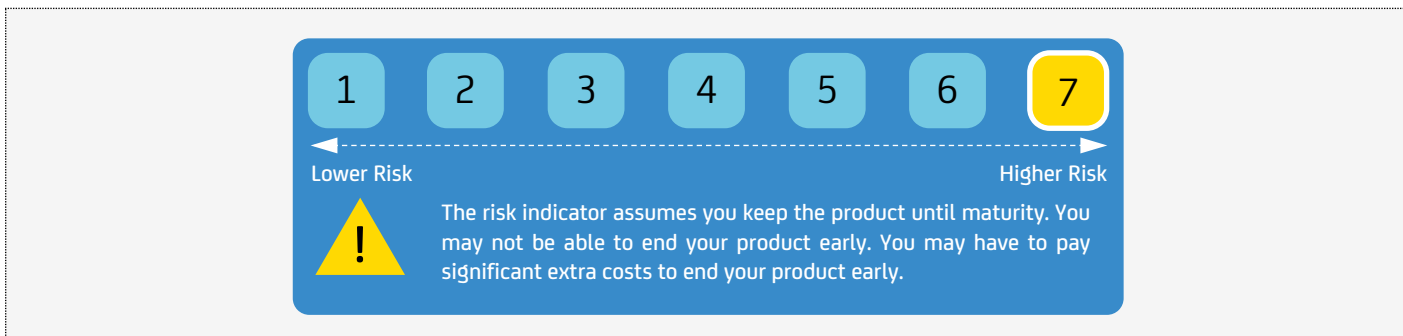 1 2 3 4 5 6 7
Lower Risk Higher Risk
!
The risk indicator assumes you keep the product until maturity. You
may not be able to end your product early. You may have to pay
significant extra costs to end your product early.